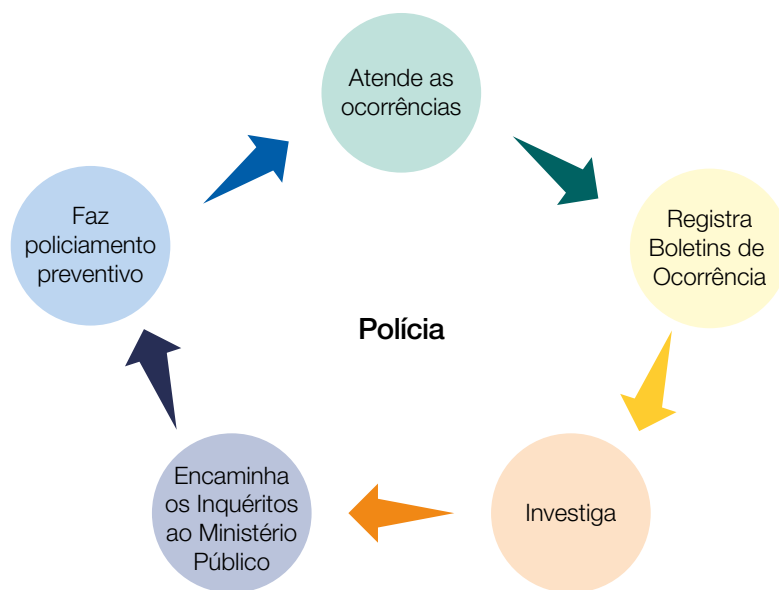 Atende as
ocorrências
Registra
Boletins de
Ocorrência
Faz
policiamento
preventivo
Polícia
Encaminha
os Inquéritos
ao Ministério
Público
Investiga